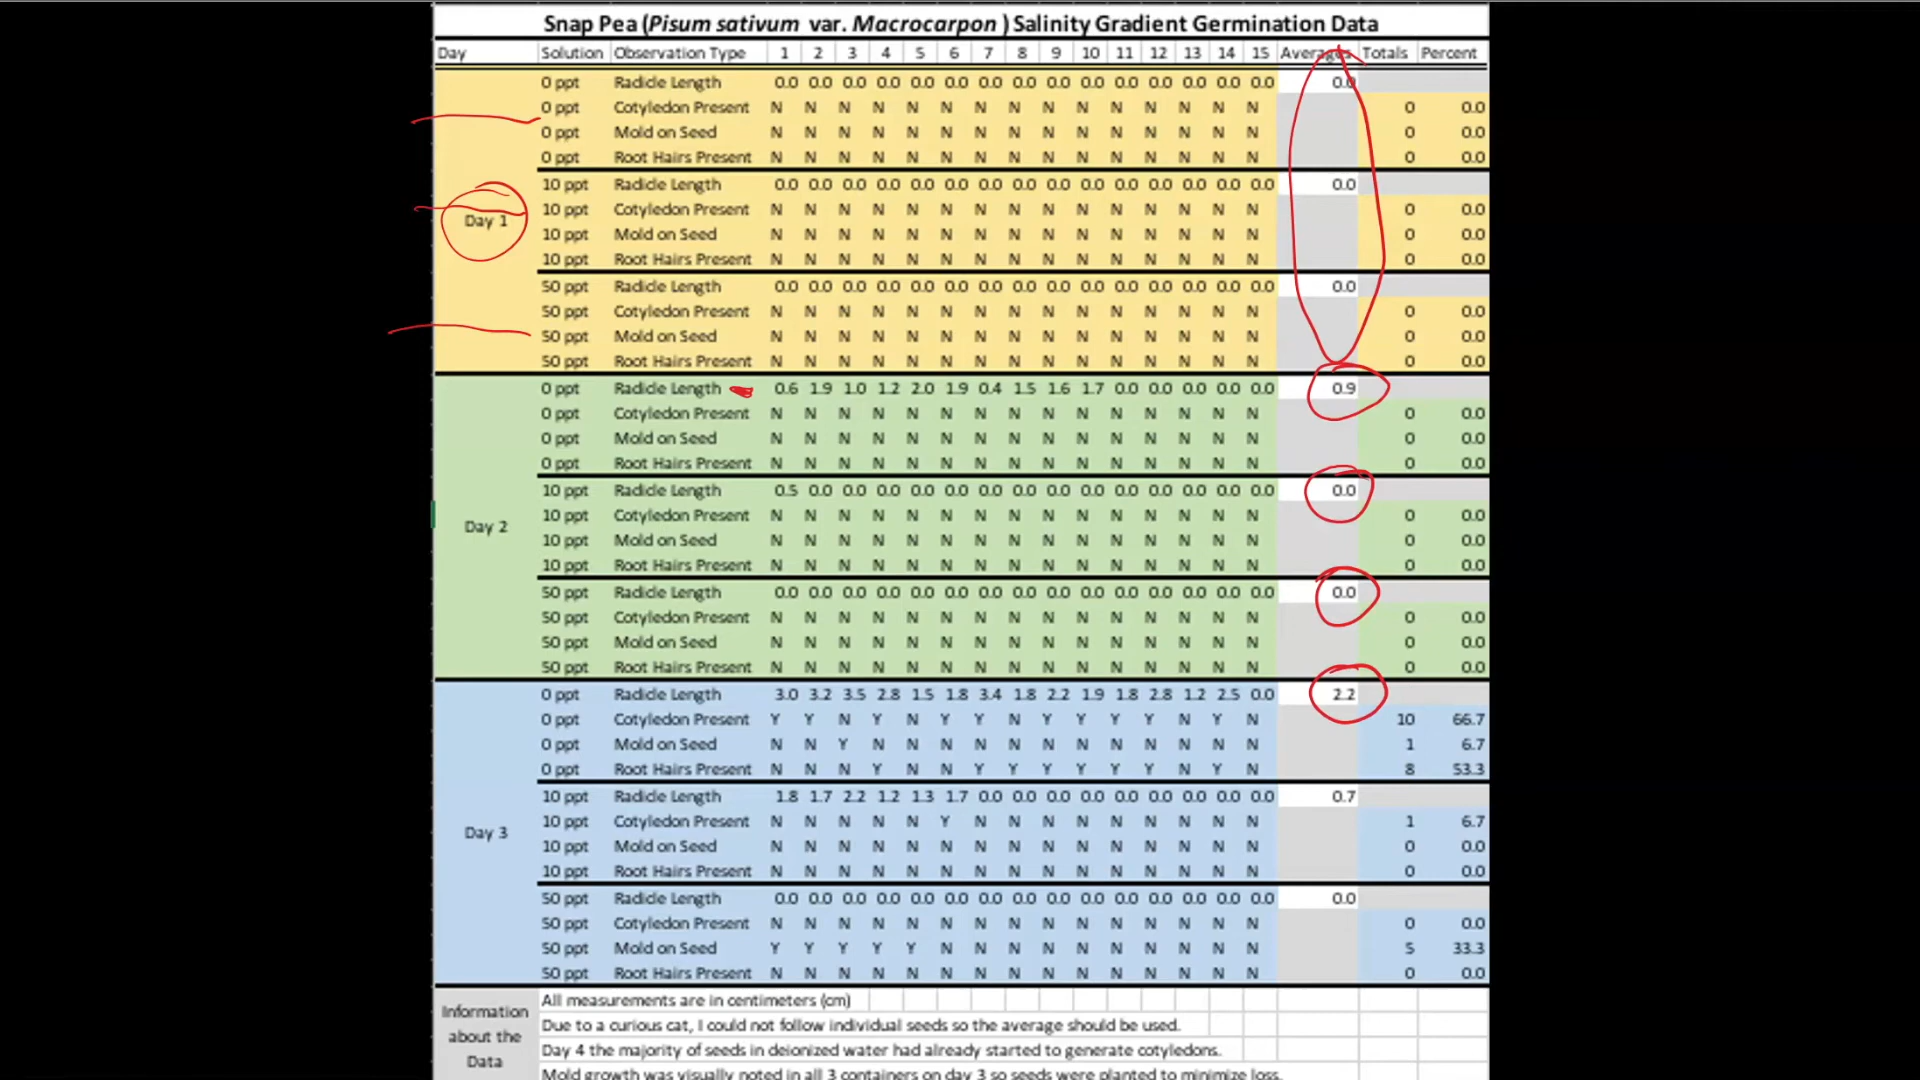 Snap Pea (Pisum sativum var. Macrocarpon ) Salinity Gradient Germination Data
Day Solution Observation Type 1 2 3 4 5 6 7 8 9 10 11 12 13 14 15 Averages Totals Percent
0 ppt Radicle Length 0.0 0.0 0.0 0.0 0.0 0.0 0.0 0.0 0.0 0.0 0.0 0.0 0.0 0.0 0.0 0.0
0 ppt Cotyledon Present N N N N N N N N N N N N N N N 0 0.0
0 ppt Mold on Seed N N N N N N N N N N N N N N N 0 0.0
0 ppt Root Hairs Present N N N N N N N N N N N N N N N 0 0.0
10 ppt Radicle Length 0.0 0.0 0.0 0.0 0.0 0.0 0.0 0.0 0.0 0.0 0.0 0.0 0.0 0.0 0.0 0.0
Day 1
10 ppt Cotyledon Present N N N N N N N N N N N N N N N 0 0.0
10 ppt Mold on Seed N N N N N N N N N N N N N N N 0 0.0
10 ppt Root Hairs Present N N N N N N N N N N N N N N N 0 0.0
50 ppt Radicle Length 0.0 0.0 0.0 0.0 0.0 0.0 0.0 0.0 0.0 0.0 0.0 0.0 0.0 0.0 0.0 0.0
50 ppt Cotyledon Present N N N N N N N N N N N N N N N 0 0.0
50 ppt Mold on Seed N N N N N N N N N N N N N N N 0 0.0
50 ppt Root Hairs Present N N N N N N N N N N N N N N N 0 0.0
0 ppt Radicle Length 0.6 1.9 1.0 1.2 2.0 1.9 0.4 1.5 1.6 1.7 0.0 0.0 0.0 0.0 0.0 0.9
0 ppt Cotyledon Present N N N N N N N N N N N N N N N 0 0.0
0 ppt Mold on Seed N N N N N N N N N N N N N N N 0 0.0
0 ppt Root Hairs Present N N N N N N N N N N N N N N N 0 0.0
10 ppt Radicle Length 0.5 0.0 0.0 0.0 0.0 0.0 0.0 0.0 0.0 0.0 0.0 0.0 0.0 0.0 0.0 0.0
10 ppt Cotyledon Present N N N N N N N N N N N N N N N 0 0.0
Day 2
10 ppt Mold on Seed N N N N N N N N N N N N N N N 0 0.0
10 ppt Root Hairs Present N N N N N N N N N N N N N N N 0 0.0
50 ppt Radicle Length 0.0 0.0 0.0 0.0 0.0 0.0 0.0 0.0 0.0 0.0 0.0 0.0 0.0 0.0 0.0 0.0
50 ppt Cotyledon Present N N N N N N N N N N N N N N N 0 0.0
50 ppt Mold on Seed N N N N N N N N N N N N N N N 0 0.0
50 ppt Root Hairs Present N N N N N N N N N N N N N N N 0 0.0
0 ppt Radicle Length 3.0 3.2 3.5 2.8 1.5 1.8 3.4 1.8 2.2 1.9 1.8 2.8 1.2 2.5 0.0 2.2
0 ppt Cotyledon Present Y Y N Y N Y Y N Y Y Y Y N Y N 10 66.7
0 ppt Mold on Seed N N Y N N N N N N N N N N N N 1 6.7
0 ppt Root Hairs Present N N N Y N N Y Y Y Y Y Y N Y N 8 53.3
10 ppt Radicle Length 1.8 1.7 2.2 1.2 1.3 1.7 0.0 0.0 0.0 0.0 0.0 0.0 0.0 0.0 0.0 0.7
10 ppt Cotyledon Present N N N N N Y N N N N N N N N N 1 6.7
Day 3
10 ppt Mold on Seed N N N N N N N N N N N N N N N 0 0.0
10 ppt Root Hairs Present N N N N N N N N N N N N N N N 0 0.0
50 ppt Radicle Length 0.0 0.0 0.0 0.0 0.0 0.0 0.0 0.0 0.0 0.0 0.0 0.0 0.0 0.0 0.0 0.0
50 ppt Cotyledon Present N N N N N N N N N N N N N N N 0 0.0
50 ppt Mold on Seed Y Y Y Y Y N N N N N N N N N N 5 33.3
50 ppt Root Hairs Present N N N N N N N N N N N N N N N 0 0.0
Information
about the
Data
All measurements are in centimeters (cm)
Due to a curious cat, I could not follow individual seeds so the average should be used.
Day 4 the majority of seeds in deionized water had already started to generate cotyledons.
Mold growth was visually noted in all 3 containers on day 3 so seeds were planted to minimize loss.